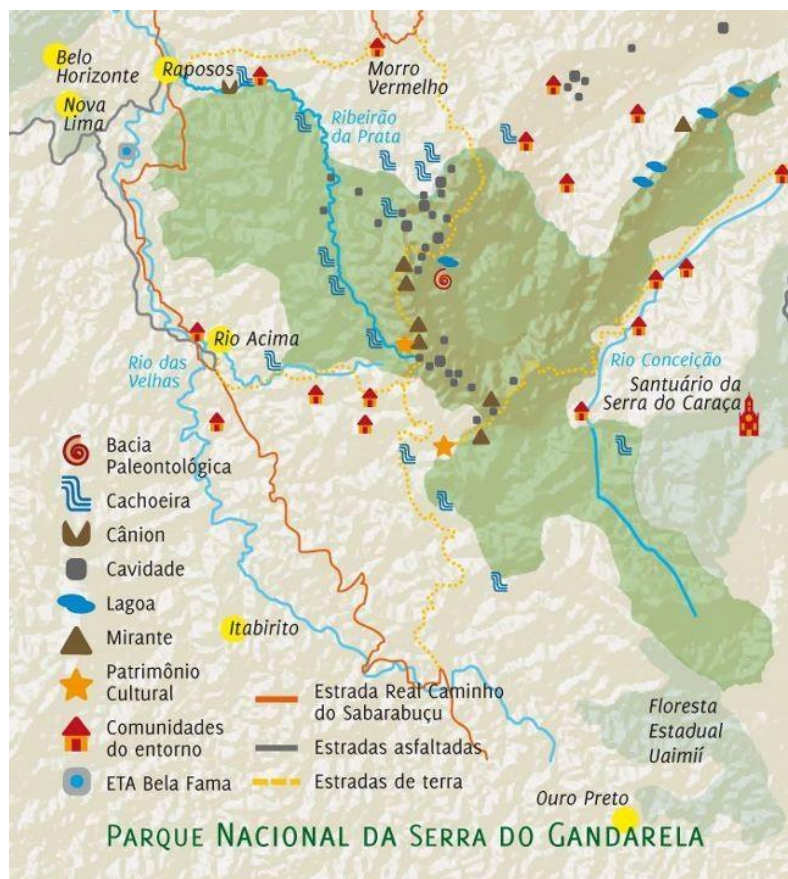 Belo
Horizonte
Raposos
Morro
Vermelho
Nova
Lima
Ribeirão
da Prata
Rio Acima
Rio das
Velhas
Rio Conceição
Santuário da
Serra do Caraça
Bacia
Paleontológica
Cachoeira
Cânion
Cavidade
Lagoa
Mirante
Itabirito
Patrimônio
Cultural
Comunidades
do entorno
ETA Bela Fama
Estrada Real Caminho
do Sabarabuçu
Estradas asfaltadas
Estradas de terra
Floresta
Estadual
Uaimií
Ouro Preto
PARQUE NACIONAL DA SERRA DO GANDARELA